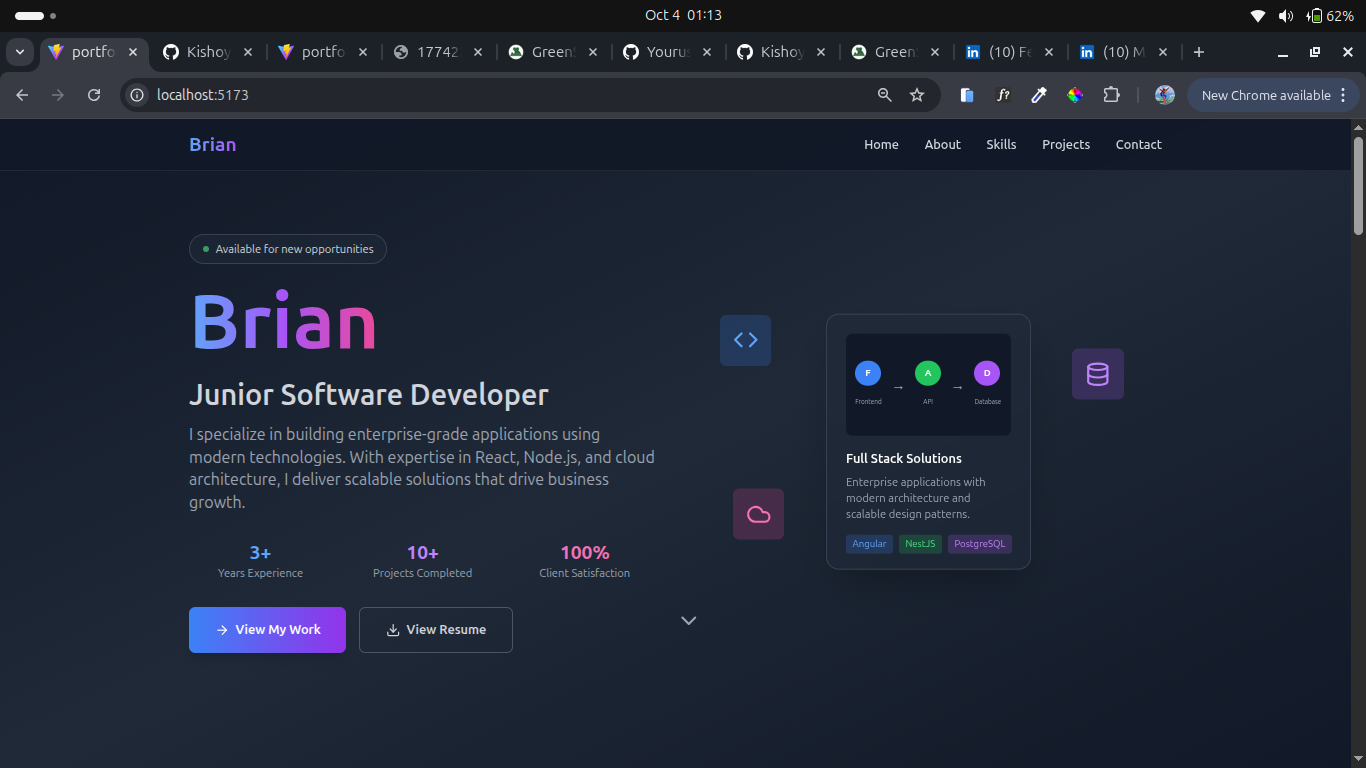 Oct 4 01:13
62%
portfo
Kishoy
portfo
17742
Green
Yourus
Kishoy
Green
(10) Fe
(10) M
localhost:5173
f?
New Chrome available
Brian
Home About Skills Projects Contact
Available for new opportunities
Brian
Junior Software Developer
I specialize in building enterprise-grade applications using
modern technologies. With expertise in React, Node.js, and cloud
architecture, I deliver scalable solutions that drive business
growth.
3+ 10+ 100%
Years Experience Projects Completed Client Satisfaction
View My Work View Resume
F → A → D
Frontend API Database
Full Stack Solutions
Enterprise applications with
modern architecture and
scalable design patterns.
Angular NestJS PostgreSQL